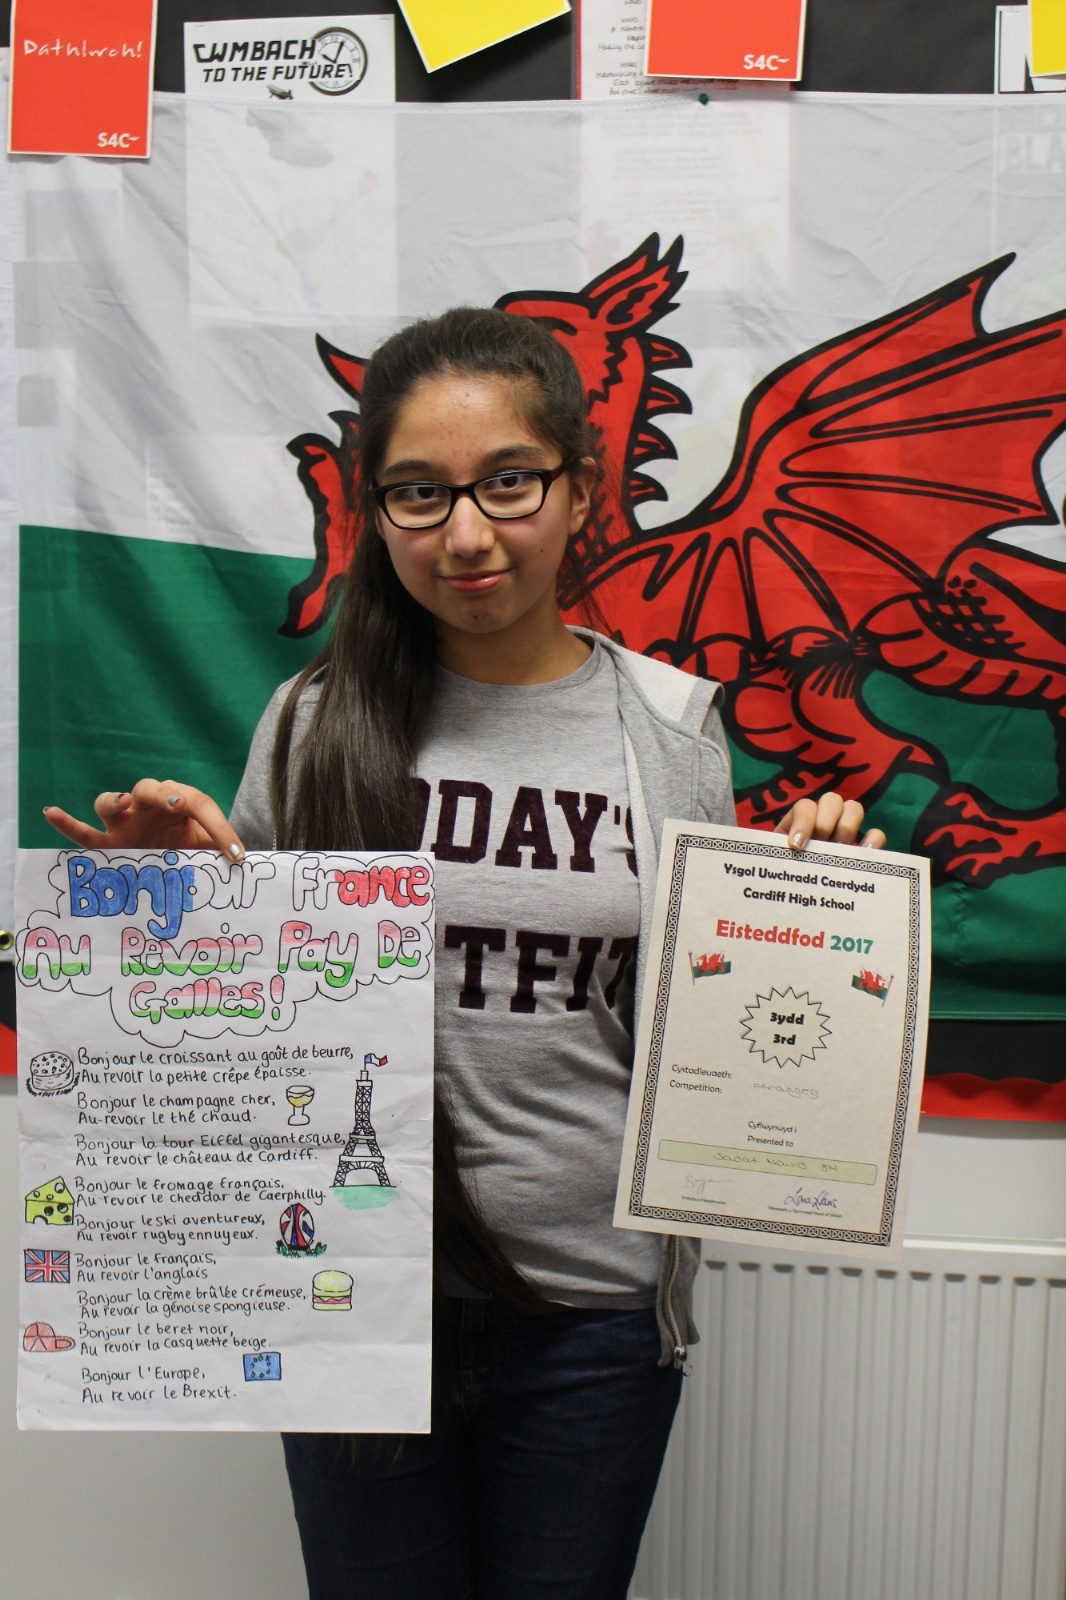 Dathlwch!
S4C
CWMBACH
TO THE FUTURE!
S4C
DAY'S
TFIT
Bonjour France
Au Revoir Pay De
Galles!
Bonjour le croissant au goût de beurre,
Au revoir la petite crêpe épaisse.
Bonjour le champagne cher,
Au-revoir le thé chaud.
Bonjour la tour Eiffel gigantesque,
Au revoir le château de Cardiff.
Bonjour le fromage français,
Au revoir le cheddar de Caerphilly.
Bonjour le ski aventureux,
Au revoir rugby ennuyeux.
Bonjour le français,
Au revoir l'anglais
Bonjour la crème brûlée crémeuse,
Au revoir la génoise spongieuse.
Bonjour le beret noir,
Au revoir la casquette beige.
Bonjour l'Europe,
Au revoir le Brexit.
Ysgol Uwchradd Caerdydd
Cardiff High School
Eisteddfod 2017
3ydd
3rd
Cystadleuaeth:
Competition:
Cyflwynwyd i
Presented to